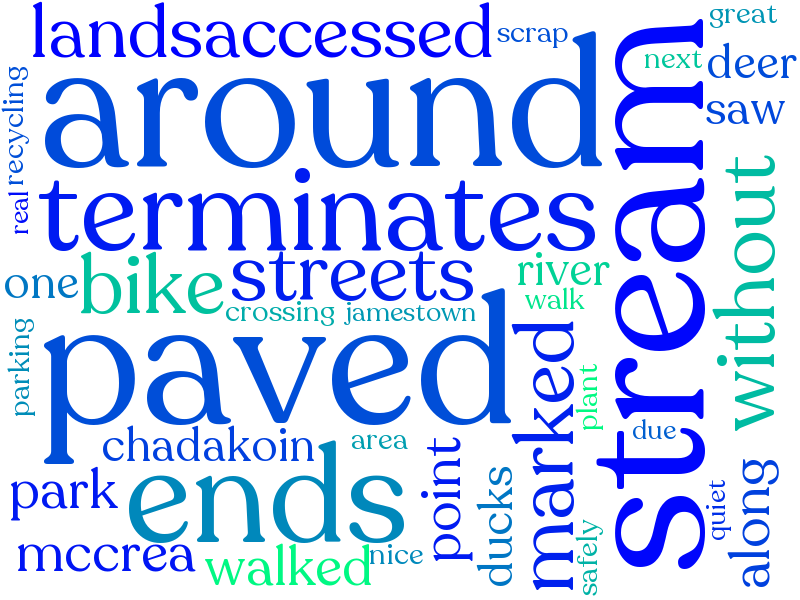 landsaccessed
scrap
great
around
stream
next
deer
saw
recycling
real
terminates
without
one
bike
streets
river
walk
crossing
jamestown
parking
paved
marked
plant
chadakoin
area
due
park
ends
point
ducks
along
quiet
mccrea
walked
nice
safely